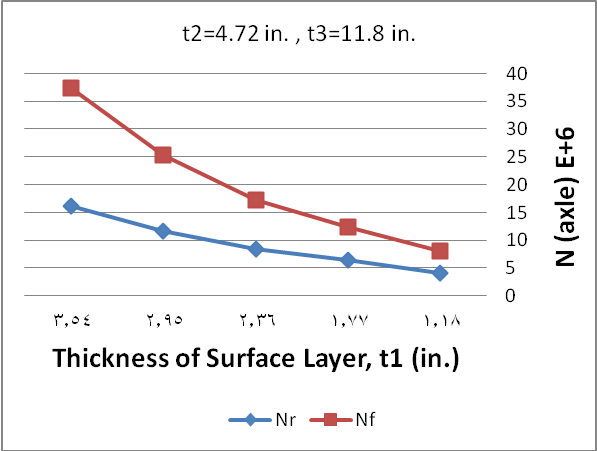 t2=4.72 in. , t3=11.8 in.
40
35
30
25
20
15
10
5
0
N (axle) E+6
٣,٥٤ ٢,٩٥ ٢,٣٦ ١,٧٧ ١,١٨
Thickness of Surface Layer, t1 (in.)
Nr Nf